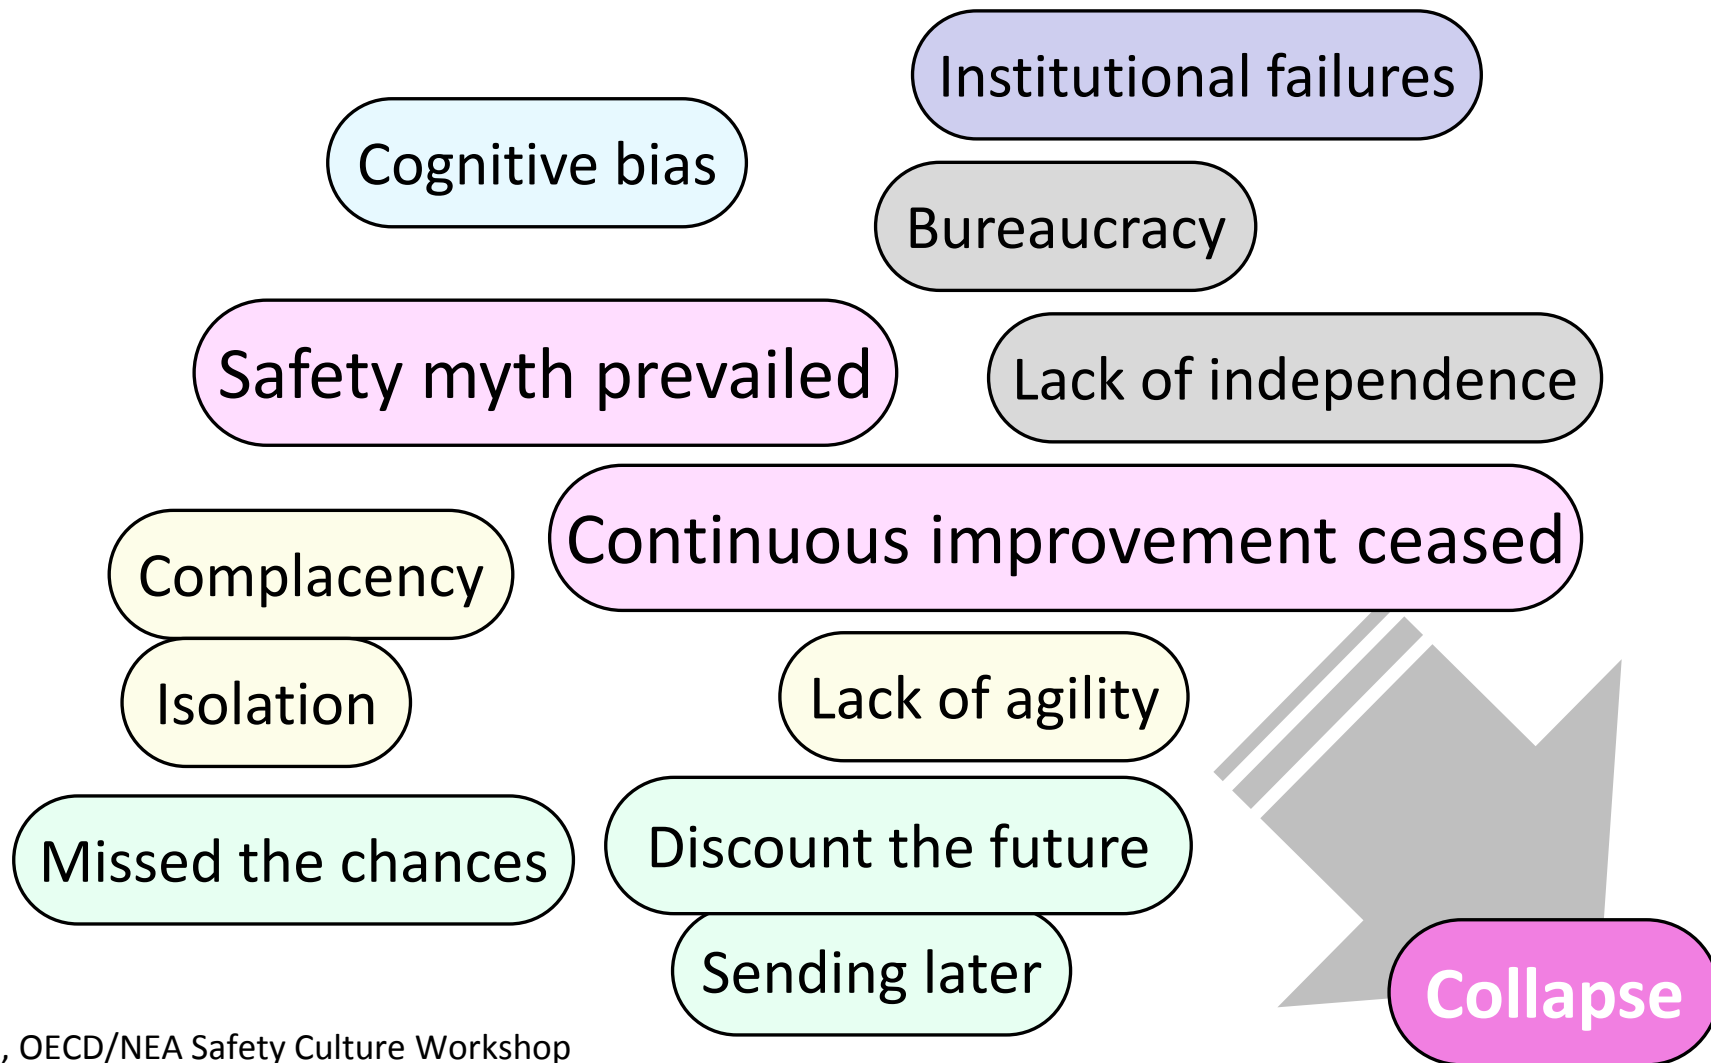 Institutional failures
Cognitive bias
Bureaucracy
Safety myth prevailed
Lack of independence
Continuous improvement ceased
Complacency
Isolation
Lack of agility
Missed the chances
Discount the future
Sending later
Collapse
, OECD/NEA Safety Culture Workshop